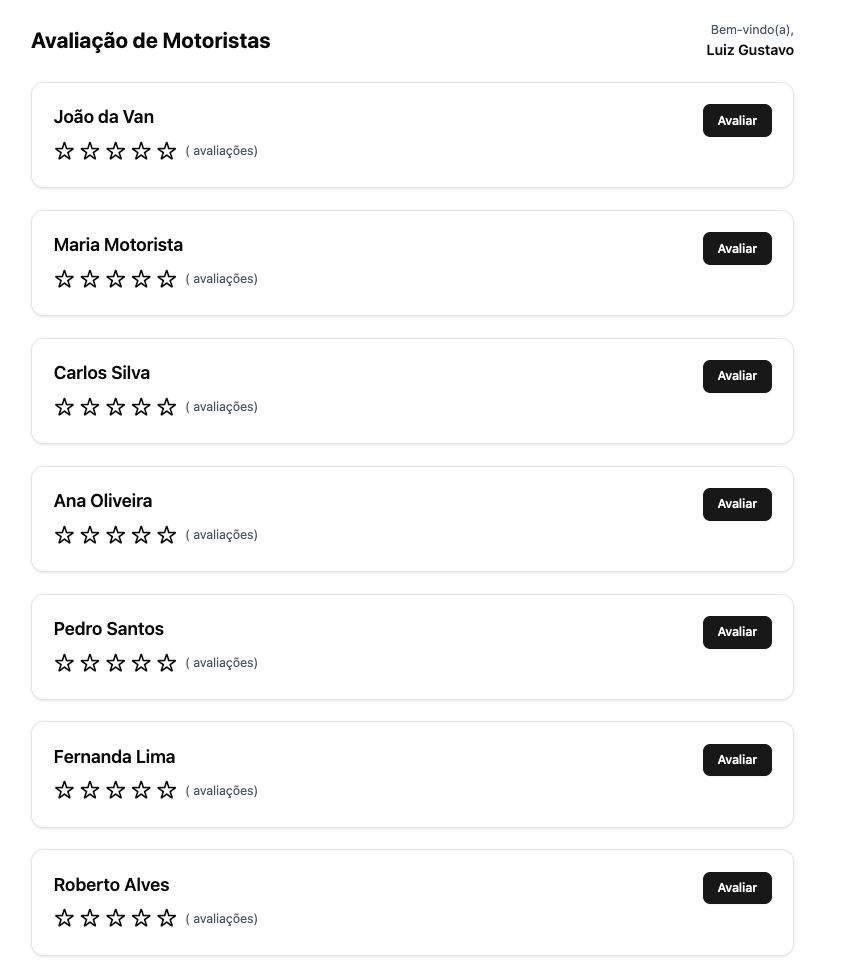 Avaliação de Motoristas
Bem-vindo(a),
Luiz Gustavo
João da Van
Avaliar
( avaliações)
Maria Motorista
Avaliar
( avaliações)
Carlos Silva
Avaliar
( avaliações)
Ana Oliveira
Avaliar
( avaliações)
Pedro Santos
Avaliar
( avaliações)
Fernanda Lima
Avaliar
( avaliações)
Roberto Alves
Avaliar
( avaliações)